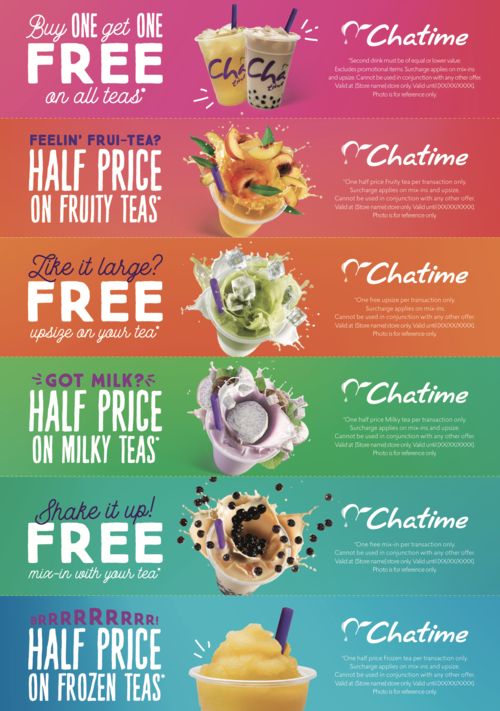 Buy ONE get ONE
FREE
on all teas*
Cha
Cha
Chatime
*Second drink must be of equal or lower value.
Excludes promotional items. Surcharge applies on mix-ins
and upsize. Cannot be used in conjunction with any other offer.
Valid at [Store name] store only. Valid until [XX/XX/XXXX].
Photo is for reference only.
FEELIN' FRUI-TEA?
HALF PRICE
ON FRUITY TEAS*
Chatime
*One half price Fruity tea per transaction only.
Surcharge applies on mix-ins and upsize.
Cannot be used in conjunction with any other offer.
Valid at [Store name] store only. Valid until [XX/XX/XXXX].
Photo is for reference only.
Like it large?
FREE
upsize on your tea*
Chatime
*One free upsize per transaction only.
Surcharge applies on mix-ins.
Cannot be used in conjunction with any other offer.
Valid at [Store name] store only. Valid until [XX/XX/XXXX].
Photo is for reference only.
GOT MILK?
HALF PRICE
ON MILKY TEAS*
Chatime
*One half price Milky tea per transaction only.
Surcharge applies on mix-ins and upsize.
Cannot be used in conjunction with any other offer.
Valid at [Store name] store only. Valid until [XX/XX/XXXX].
Photo is for reference only.
Shake it up!
FREE
mix-in with your tea*
Chatime
*One free mix-in per transaction only.
Cannot be used in conjunction with any other offer.
Valid at [Store name] store only. Valid until [XX/XX/XXXX].
Photo is for reference only.
BRRRRRRRRR!
HALF PRICE
ON FROZEN TEAS*
Chatime
*One half price Frozen tea per transaction only.
Surcharge applies on mix-ins and upsize.
Cannot be used in conjunction with any other offer.
Valid at [Store name] store only. Valid until [XX/XX/XXXX].
Photo is for reference only.